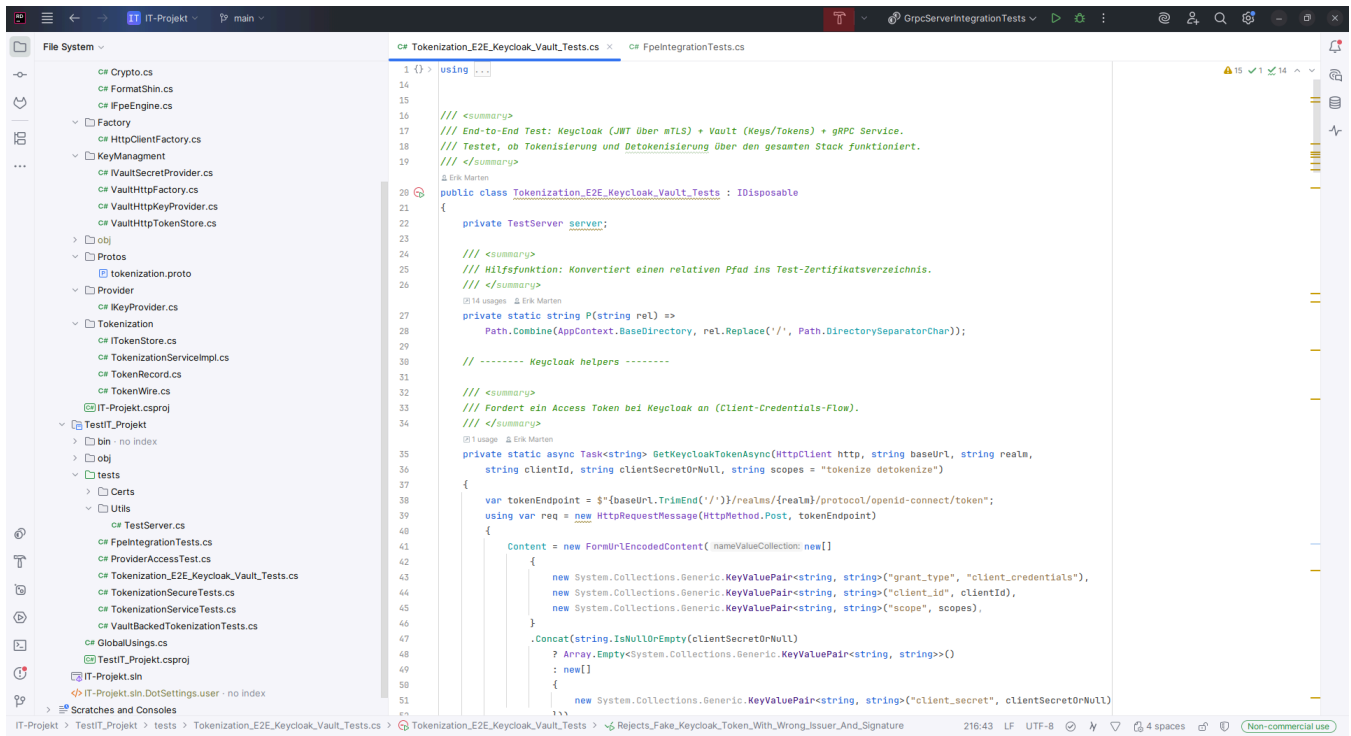 RD IT IT-Projekt main GrpcServerIntegrationTests
File System
C# Crypto.cs
C# FormatShin.cs
C# IFpeEngine.cs
Factory
C# HttpClientFactory.cs
KeyManagment
C# IVaultSecretProvider.cs
C# VaultHttpFactory.cs
C# VaultHttpKeyProvider.cs
C# VaultHttpTokenStore.cs
obj
Protos
tokenization.proto
Provider
C# IKeyProvider.cs
Tokenization
C# ITokenStore.cs
C# TokenizationServiceImpl.cs
C# TokenRecord.cs
C# TokenWire.cs
C# IT-Projekt.csproj
TestIT_Projekt
bin - no index
obj
tests
Certs
Utils
C# TestServer.cs
C# FpeIntegrationTests.cs
C# ProviderAccessTest.cs
C# Tokenization_E2E_Keycloak_Vault_Tests.cs
C# TokenizationSecureTests.cs
C# TokenizationServiceTests.cs
C# VaultBackedTokenizationTests.cs
C# GlobalUsings.cs
C# TestIT_Projekt.csproj
IT-Projekt.sln
</> IT-Projekt.sln.DotSettings.user - no index
Scratches and Consoles
C# Tokenization_E2E_Keycloak_Vault_Tests.cs × C# FpeIntegrationTests.cs
15 1 14
1 {} > using ...
14
15
16 /// <summary>
17 /// End-to-End Test: Keycloak (JWT über mTLS) + Vault (Keys/Tokens) + gRPC Service.
18 /// Testet, ob Tokenisierung und Detokenisierung über den gesamten Stack funktioniert.
19 /// </summary>
Erik Marten
20 public class Tokenization_E2E_Keycloak_Vault_Tests : IDisposable
21 {
22 private TestServer server;
23
24 /// <summary>
25 /// Hilfsfunktion: Konvertiert einen relativen Pfad ins Test-Zertifikatsverzeichnis.
26 /// </summary>
14 usages Erik Marten
27 private static string P(string rel) =>
28 Path.Combine(AppContext.BaseDirectory, rel.Replace('/', Path.DirectorySeparatorChar));
29
30 // -------- Keycloak helpers --------
31
32 /// <summary>
33 /// Fordert ein Access Token bei Keycloak an (Client-Credentials-Flow).
34 /// </summary>
1 usage Erik Marten
35 private static async Task<string> GetKeycloakTokenAsync(HttpClient http, string baseUrl, string realm,
36 string clientId, string clientSecretOrNull, string scopes = "tokenize detokenize")
37 {
38 var tokenEndpoint = $"{baseUrl.TrimEnd('/')}/realms/{realm}/protocol/openid-connect/token";
39 using var req = new HttpRequestMessage(HttpMethod.Post, tokenEndpoint)
40 {
41 Content = new FormUrlEncodedContent( nameValueCollection: new[]
42 {
43 new System.Collections.Generic.KeyValuePair<string, string>("grant_type", "client_credentials"),
44 new System.Collections.Generic.KeyValuePair<string, string>("client_id", clientId),
45 new System.Collections.Generic.KeyValuePair<string, string>("scope", scopes),
46 }
47 .Concat(string.IsNullOrEmpty(clientSecretOrNull)
48 ? Array.Empty<System.Collections.Generic.KeyValuePair<string, string>>()
49 : new[]
50 {
51 new System.Collections.Generic.KeyValuePair<string, string>("client_secret", clientSecretOrNull)
IT-Projekt > TestIT_Projekt > tests > Tokenization_E2E_Keycloak_Vault_Tests.cs > Tokenization_E2E_Keycloak_Vault_Tests > Rejects_Fake_Keycloak_Token_With_Wrong_Issuer_And_Signature 216:43 LF UTF-8 4 spaces Non-commercial use